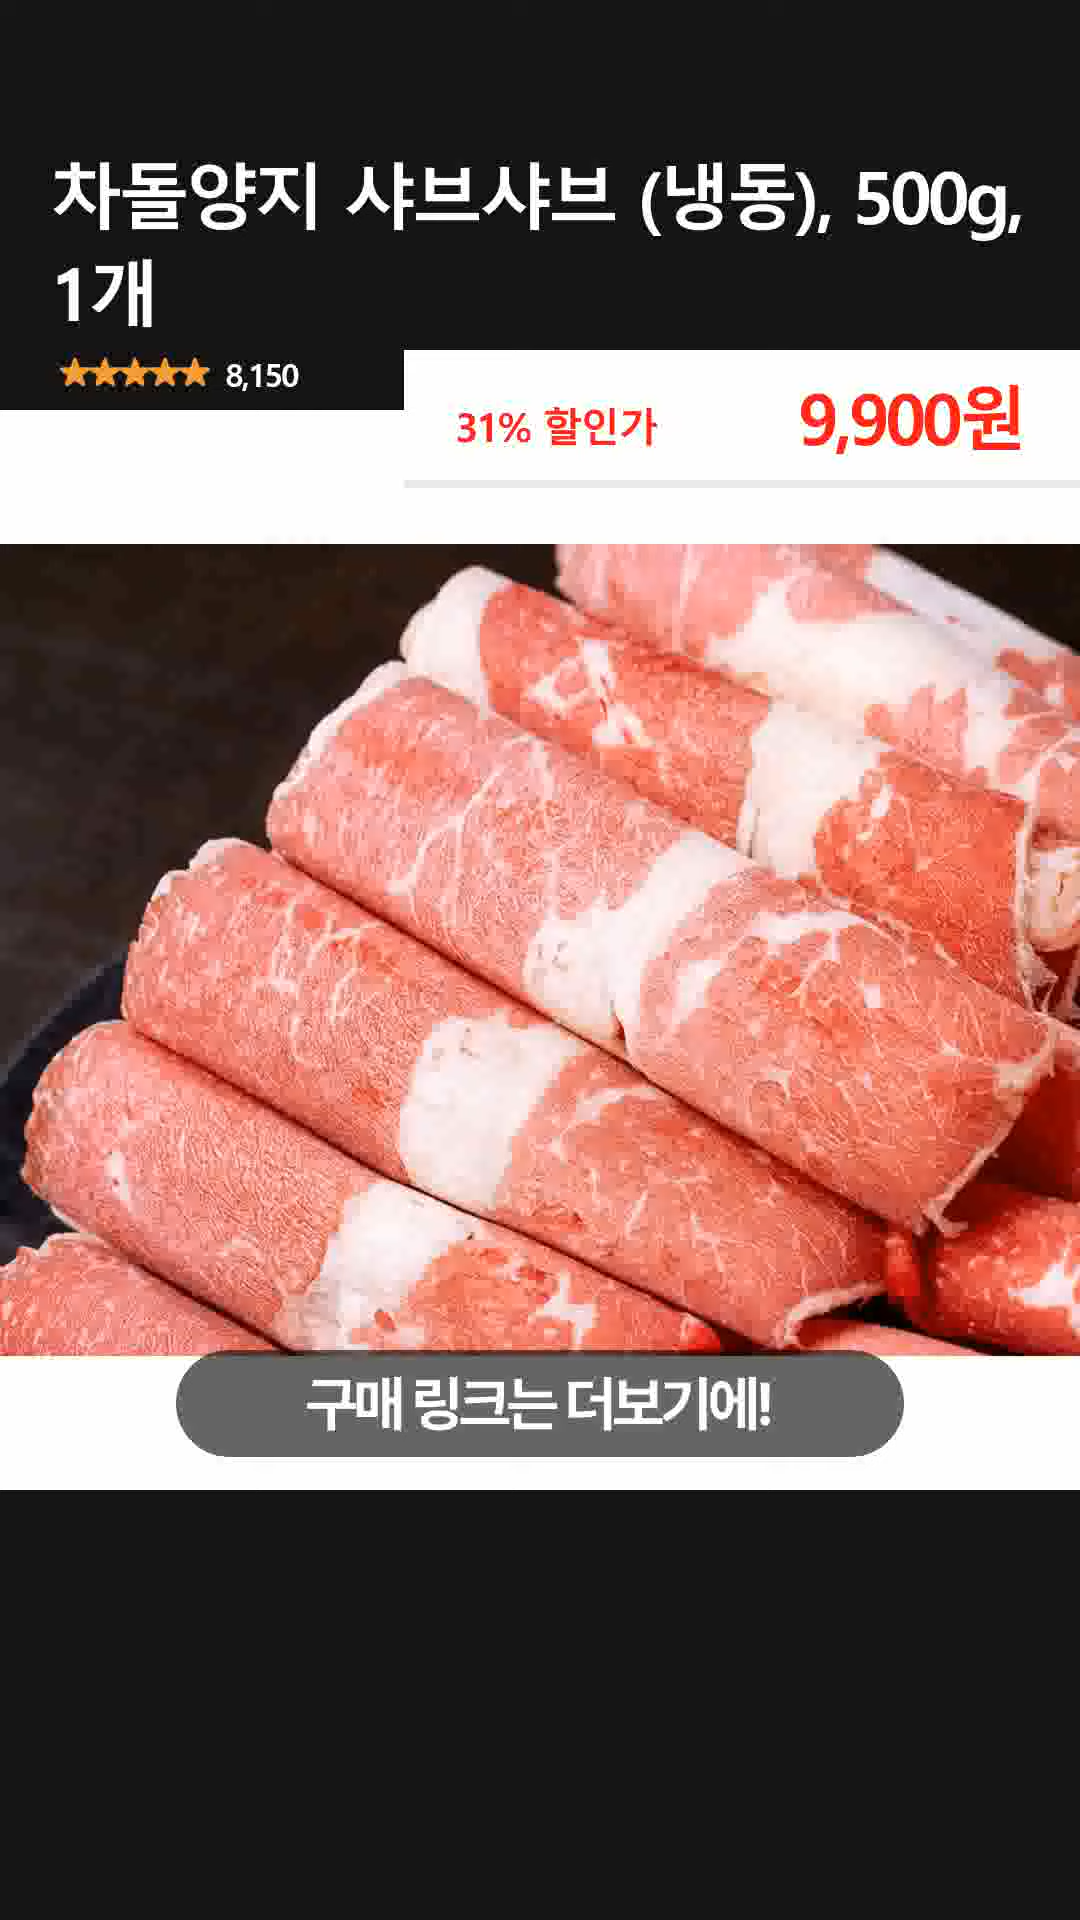 차돌양지 샤브샤브 (냉동), 500g,
1개
★★★★★ 8,150
31% 할인가 9,900원
구매 링크는 더보기에!